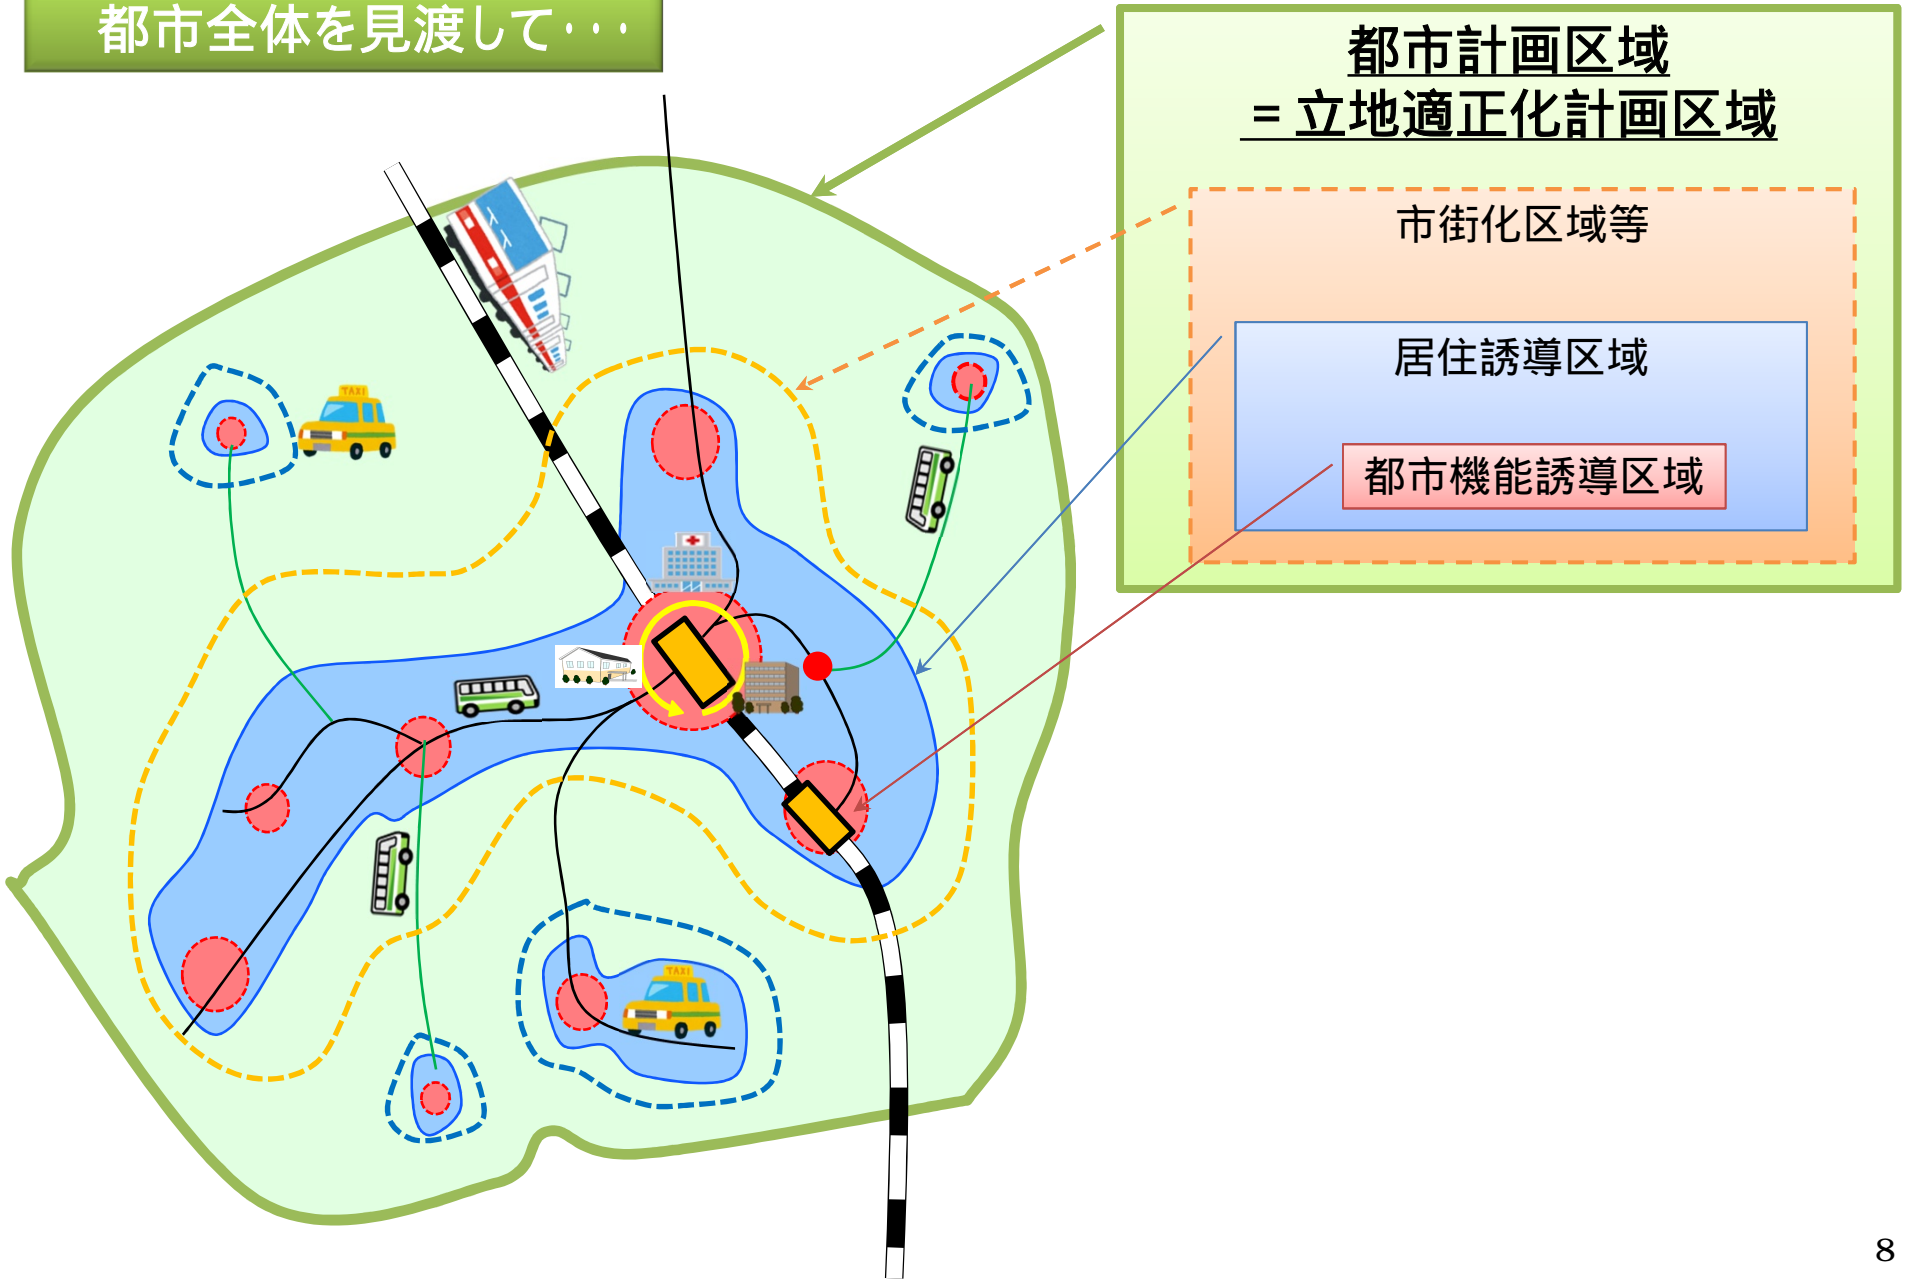 都市全体を見渡して・・・
都市計画区域
=立地適正化計画区域
市街化区域等
居住誘導区域
都市機能誘導区域
TAXI
TAXI
8